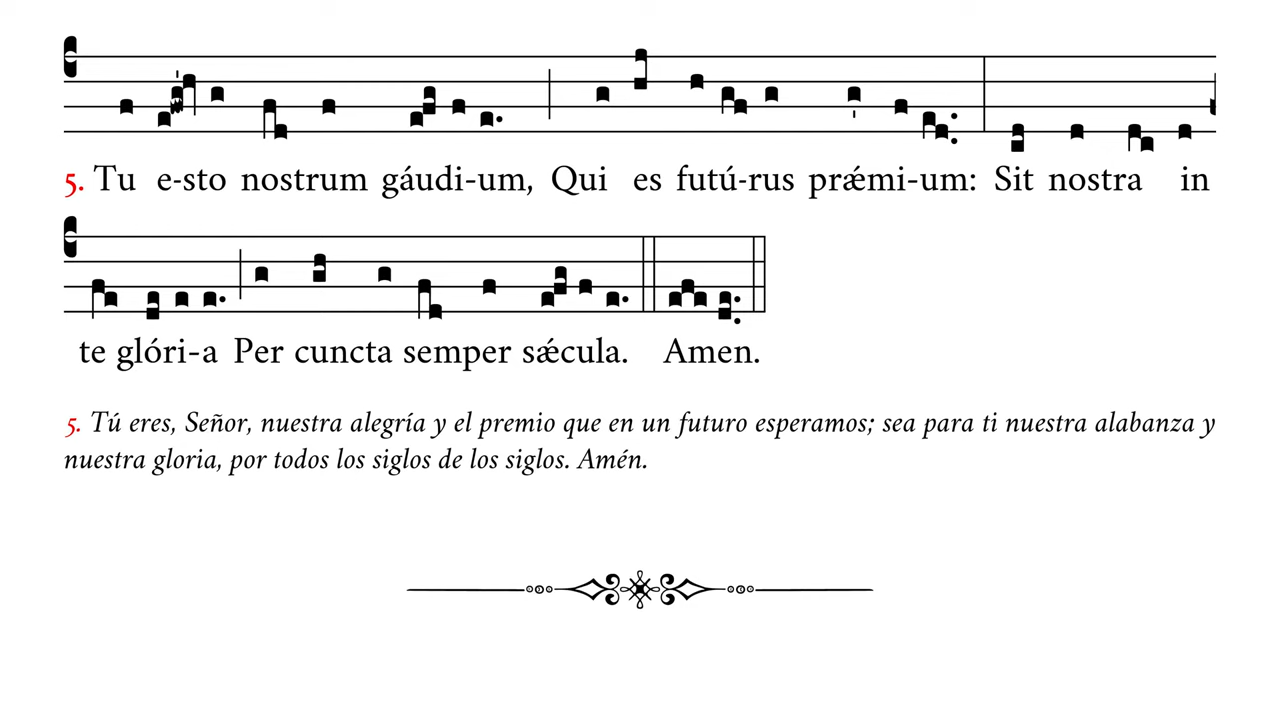 5. Tu e-sto nostrum gáudi-um, Qui es futú-rus prǽmi-um: Sit nostra in
te glóri-a Per cuncta semper sǽcula. Amen.
5. Tú eres, Señor, nuestra alegría y el premio que en un futuro esperamos; sea para ti nuestra alabanza y
nuestra gloria, por todos los siglos de los siglos. Amén.